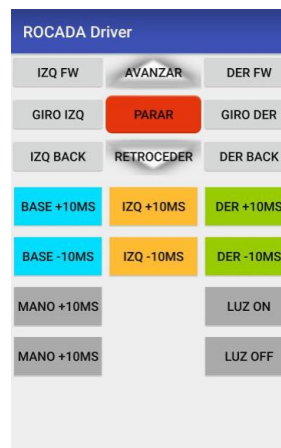 ROCADA Driver
IZQ FW AVANZAR DER FW
GIRO IZQ PARAR GIRO DER
IZQ BACK RETROCEDER DER BACK
BASE +10MS IZQ +10MS DER +10MS
BASE -10MS IZQ -10MS DER -10MS
MANO +10MS LUZ ON
MANO +10MS LUZ OFF